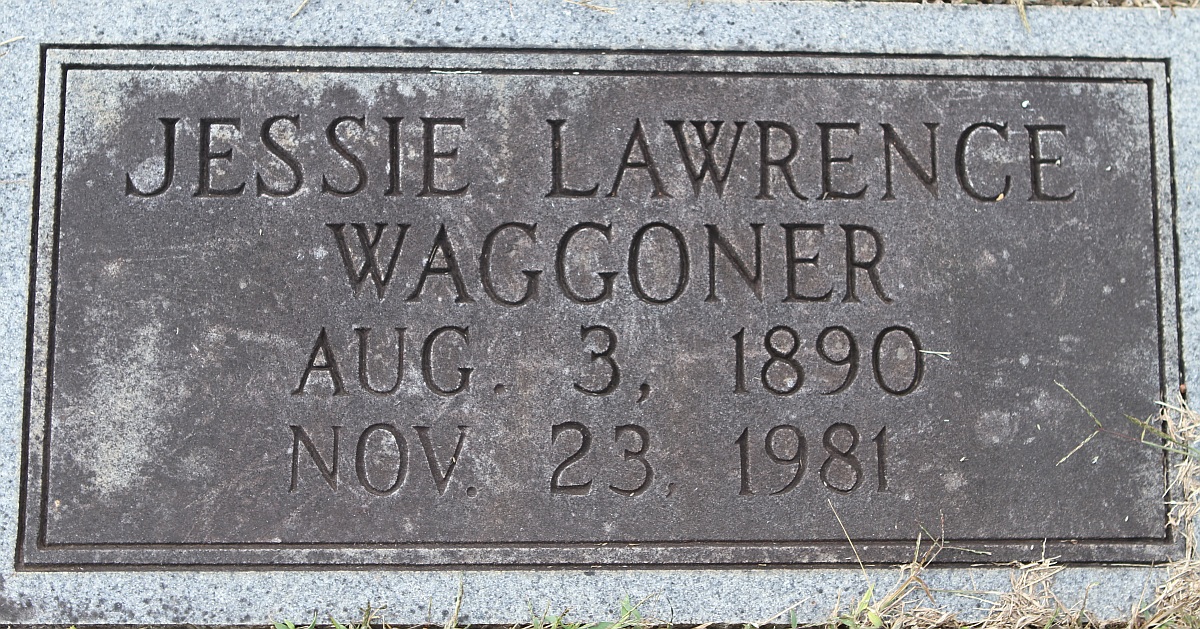 JESSIE LAWRENCE
WAGGONER
AUG. 3, 1890
NOV. 23, 1981